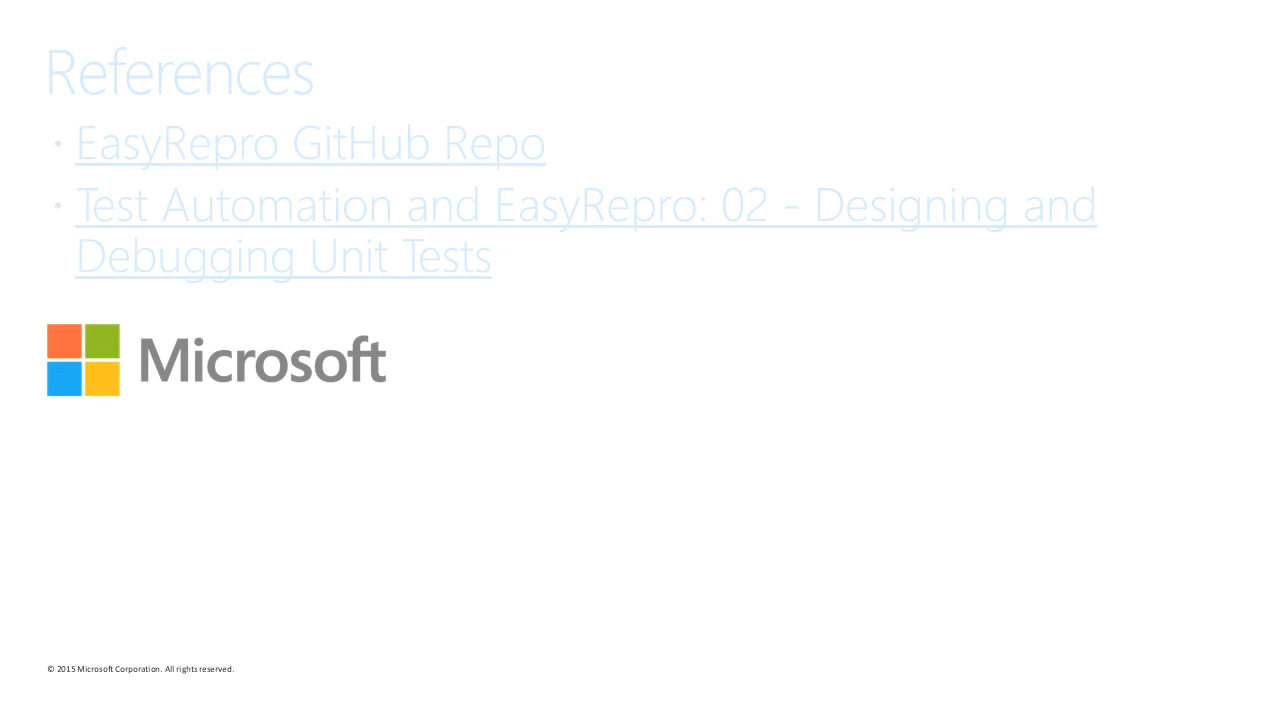 References
• EasyRepro GitHub Repo
• Test Automation and EasyRepro: 02 - Designing and
Debugging Unit Tests
Microsoft
© 2015 Microsoft Corporation. All rights reserved.